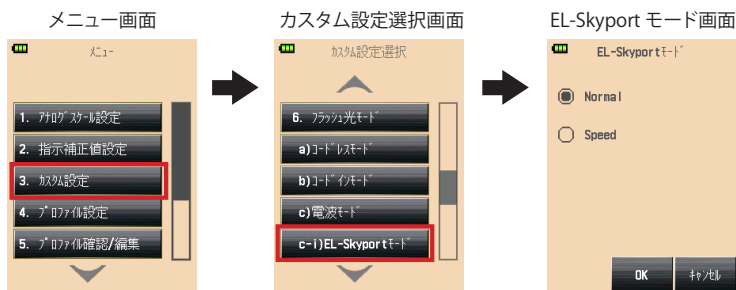 メニュー画面
ﾒﾆｭｰ
1. ｱﾅﾛｸﾞｽｹｰﾙ設定
2. 指示補正値設定
3. ｶｽﾀﾑ設定
4. ﾌﾟﾛﾌｧｲﾙ設定
5. ﾌﾟﾛﾌｧｲﾙ確認/編集
カスタム設定選択画面
ｶｽﾀﾑ設定選択
6. ﾌﾗｯｼｭ光ﾓｰﾄﾞ
a)ｺｰﾄﾞﾚｽﾓｰﾄﾞ
b)ｺｰﾄﾞｲﾝﾓｰﾄﾞ
c)電波ﾓｰﾄﾞ
c-i)EL-Skyportﾓｰﾄﾞ
EL-Skyport モード画面
EL-Skyportﾓｰﾄﾞ
Normal
Speed
OK ｷｬﾝｾﾙ